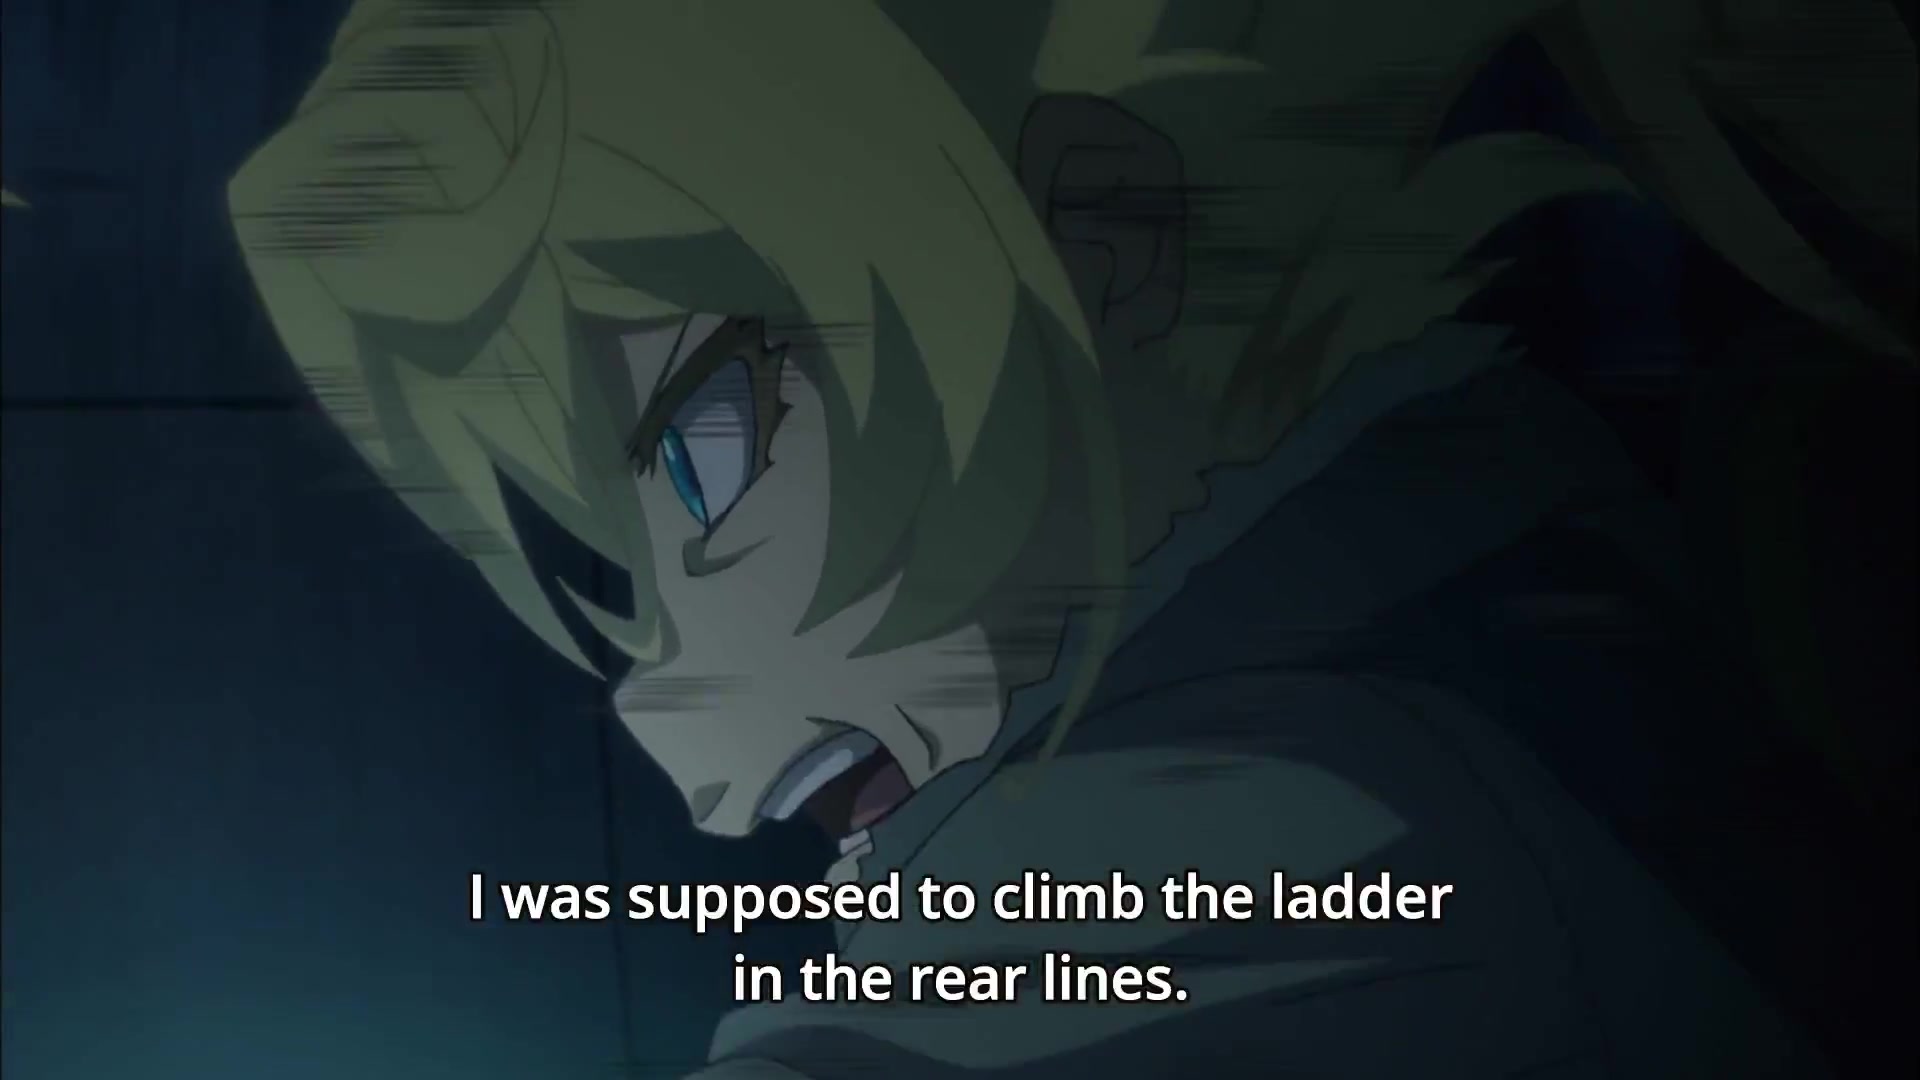 I was supposed to climb the ladder
in the rear lines.